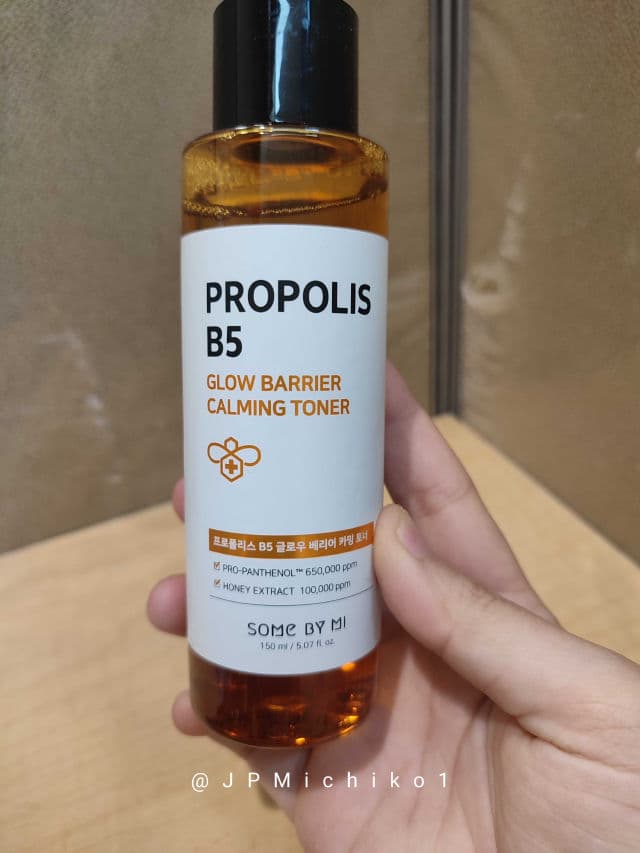 PROPOLIS
B5
GLOW BARRIER
CALMING TONER
프로폴리스 B5 글로우 베리어 카밍 토너
PRO-PANTHENOL™ 650,000 ppm
HONEY EXTRACT 100,000 ppm
SOME BY MI
150 ml / 5.07 fl. oz.
@JPMichiko1